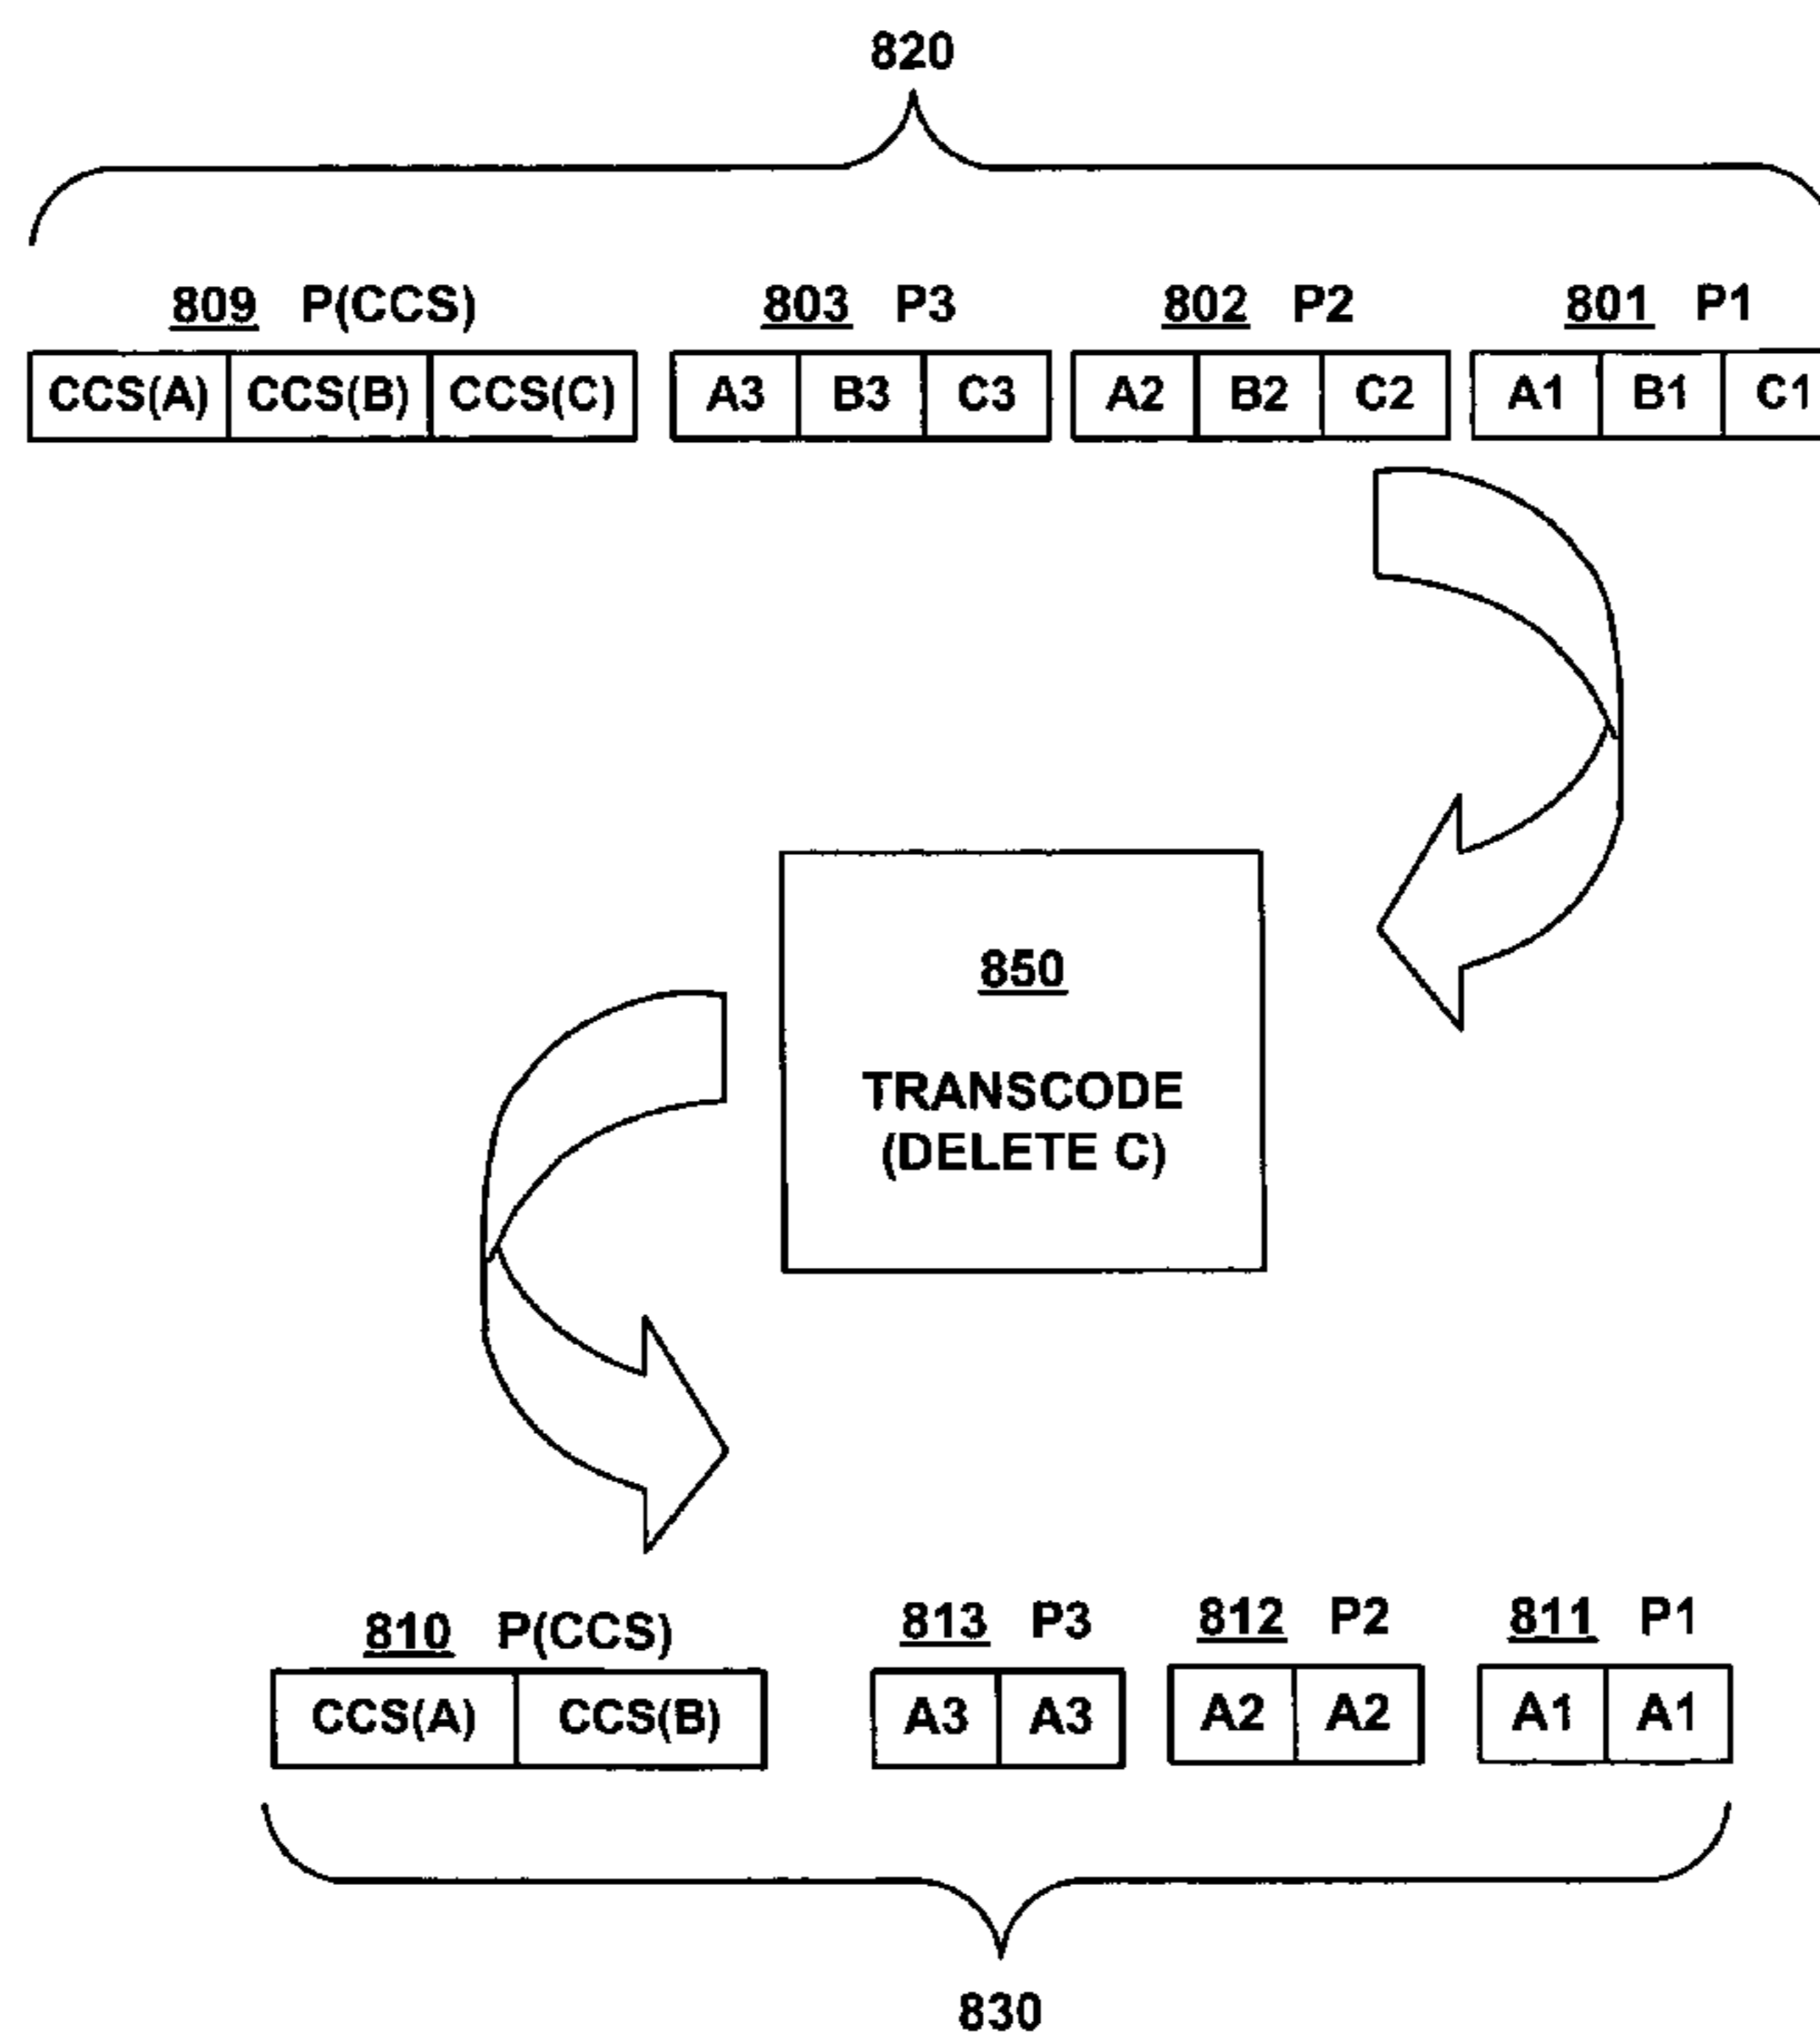 820
809 P(CCS) 803 P3 802 P2 801 P1
CCS(A) CCS(B) CCS(C) A3 B3 C3 A2 B2 C2 A1 B1 C1
850
TRANSCODE
(DELETE C)
810 P(CCS) 813 P3 812 P2 811 P1
CCS(A) CCS(B) A3 A3 A2 A2 A1 A1
830